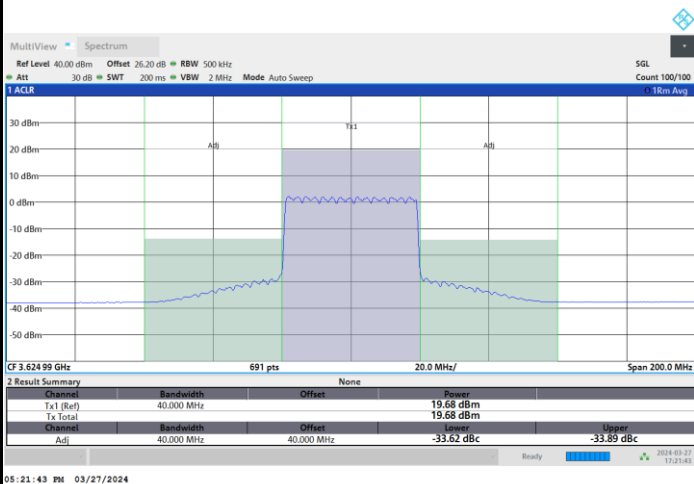 MultiView Spectrum
Ref Level 40.00 dBm Offset 26.20 dB RBW 500 kHz SGL
Att 30 dB SWT 200 ms VBW 2 MHz Mode Auto Sweep Count 100/100
1 ACLR 1Rm Avg
30 dBm
Tx1
20 dBm Adj Adj
10 dBm
0 dBm
-10 dBm
-20 dBm
-30 dBm
-40 dBm
-50 dBm
CF 3.624 99 GHz 691 pts 20.0 MHz/ Span 200.0 MHz
2 Result Summary None
Channel Bandwidth Offset Power
Tx1 (Ref) 40.000 MHz 19.68 dBm
Tx Total 19.68 dBm
Channel Bandwidth Offset Lower Upper
Adj 40.000 MHz 40.000 MHz -33.62 dBc -33.89 dBc
Ready 2024-03-27
17:21:43
05:21:43 PM 03/27/2024